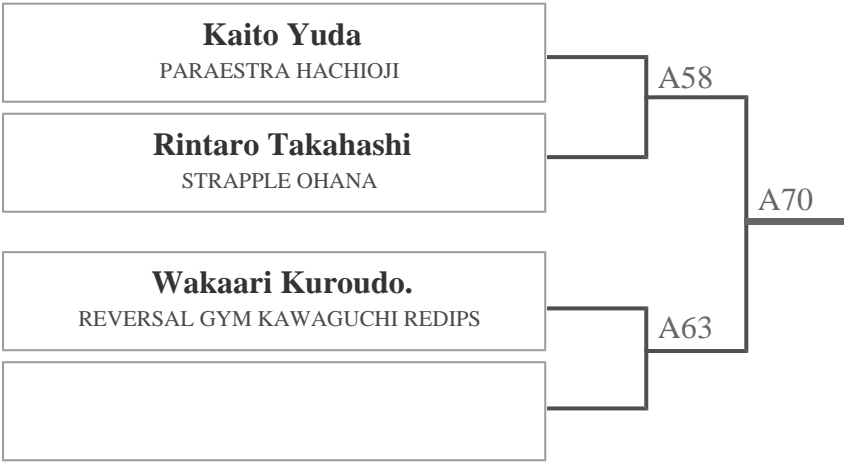 Kaito Yuda
PARAESTRA HACHIOJI
A58
Rintaro Takahashi
STRAPPLE OHANA
A70
Wakaari Kuroudo.
REVERSAL GYM KAWAGUCHI REDIPS
A63